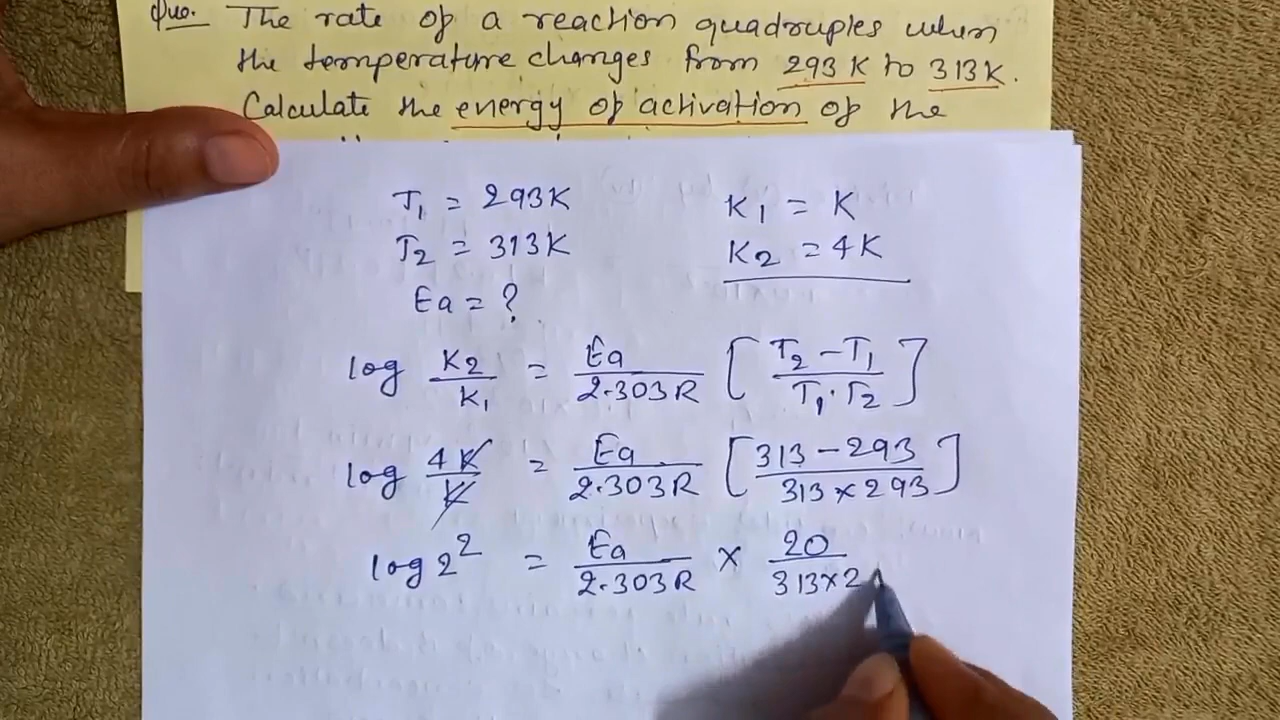 Que. The rate of a reaction quadruples when
the temperature changes from 293 K to 313 K.
Calculate the energy of activation of the
T₁ = 293K
K₁ = K
T₂ = 313K
K₂ = 4K
Ea = ?
log K₂/K₁ = Ea/2.303R [T₂ - T₁/T₁.T₂]
log 4K/K = Ea/2.303R [313 - 293/313 × 293]
log 2² = Ea/2.303R × 20/313×2